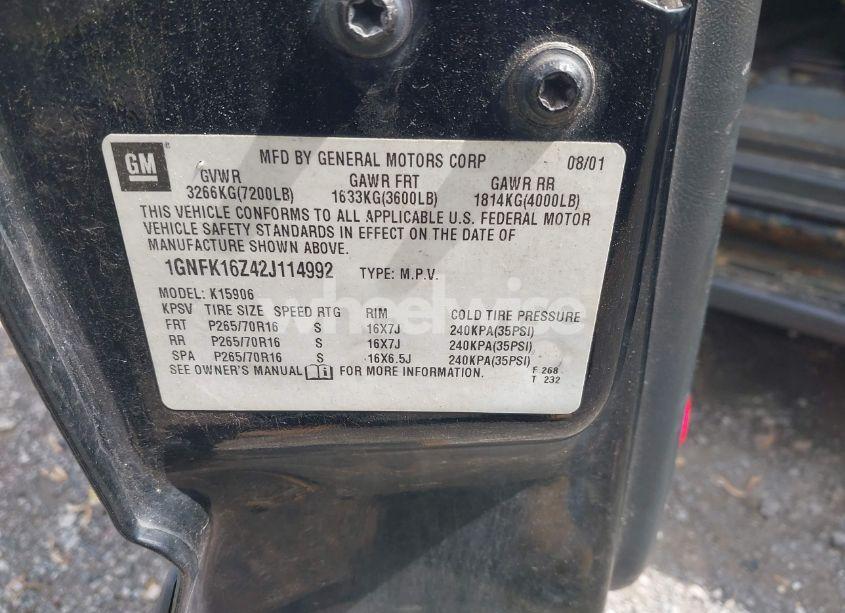 GM
MFD BY GENERAL MOTORS CORP 08/01
GVWR GAWR FRT GAWR RR
3266KG(7200LB) 1633KG(3600LB) 1814KG(4000LB)
THIS VEHICLE CONFORMS TO ALL APPLICABLE U.S. FEDERAL MOTOR
VEHICLE SAFETY STANDARDS IN EFFECT ON THE DATE OF
MANUFACTURE SHOWN ABOVE.
1GNFK16Z42J114992 TYPE: M.P.V.
MODEL: K15906
KPSV TIRE SIZE SPEED RTG RIM COLD TIRE PRESSURE
FRT P265/70R16 S 16X7J 240KPA(35PSI)
RR P265/70R16 S 16X7J 240KPA(35PSI)
SPA P265/70R16 S 16X6.5J 240KPA(35PSI)
SEE OWNER'S MANUAL FOR MORE INFORMATION.
F 268
T 232
wheelwise